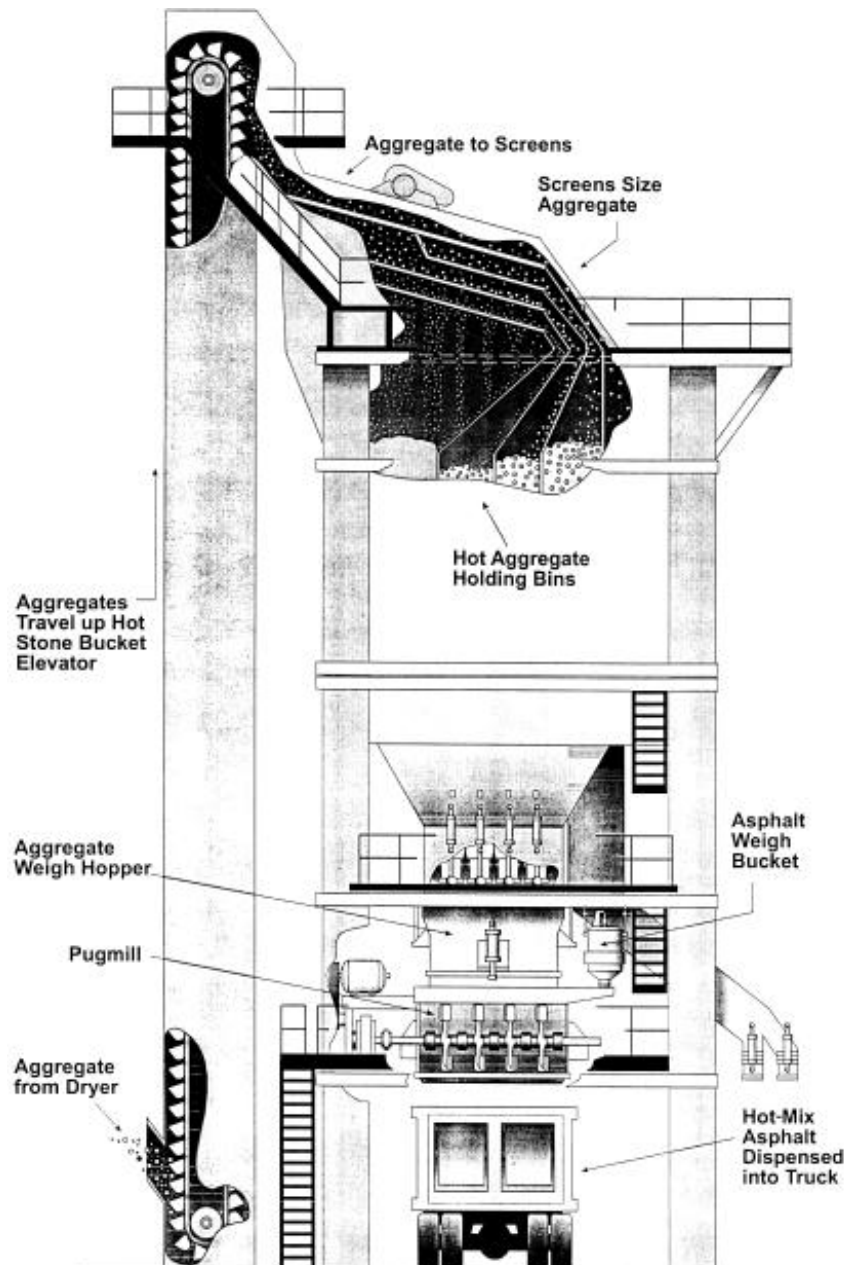 Aggregate to Screens
Screens Size
Aggregate
Hot Aggregate
Holding Bins
Aggregates
Travel up Hot
Stone Bucket
Elevator
Asphalt
Weigh
Bucket
Aggregate
Weigh Hopper
Pugmill
Aggregate
from Dryer
Hot-Mix
Asphalt
Dispensed
into Truck